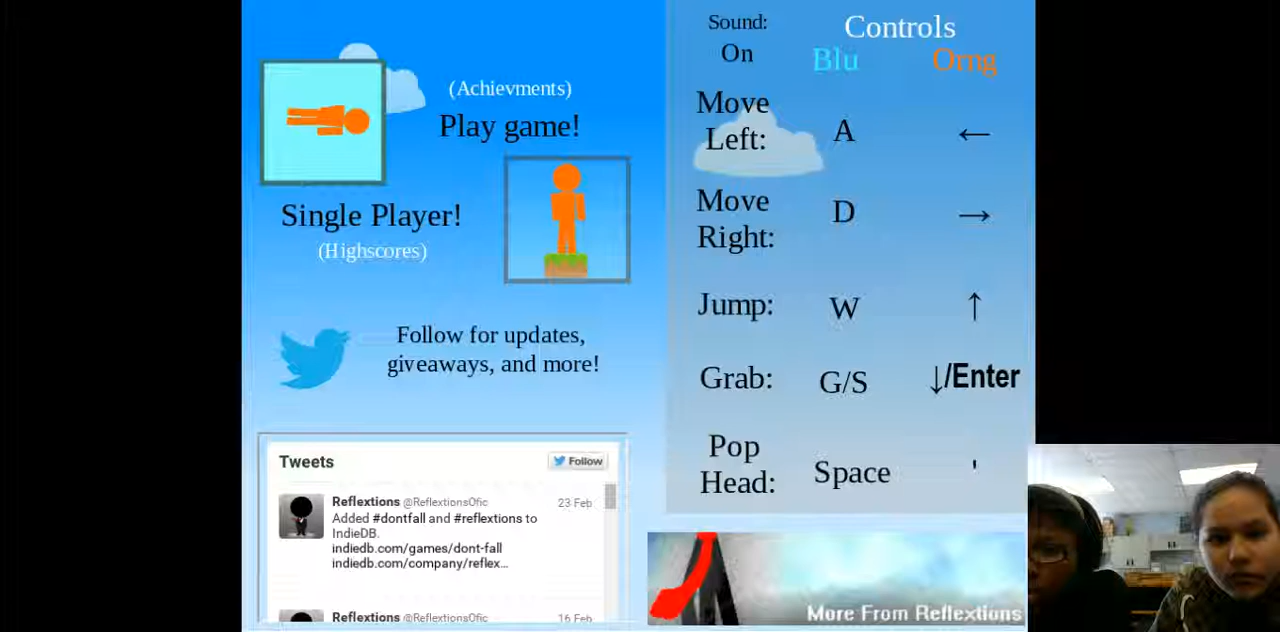 (Achievments)
Play game!
Single Player!
(Highscores)
Follow for updates,
giveaways, and more!
Tweets
Follow
Reflextions @ReflextionsOfic 23 Feb
Added #dontfall and #reflextions to
IndieDB.
indiedb.com/games/dont-fall
indiedb.com/company/reflex...
Reflextions @ReflextionsOfic 16 Feb
Sound:
On
Controls
Blu Orng
Move
Left: A ←
Move
Right: D →
Jump: W ↑
Grab: G/S ↓/Enter
Pop
Head: Space '
More From Reflextions